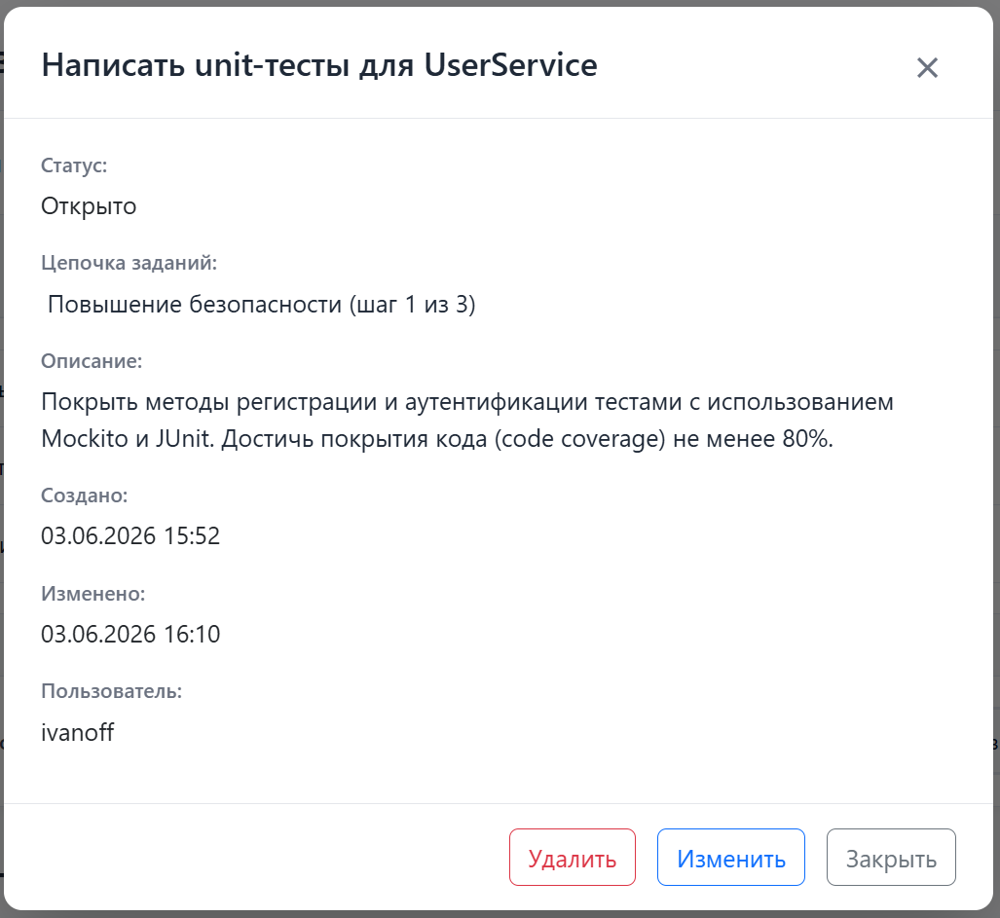 Написать unit-тесты для UserService
Статус:
Открыто
Цепочка заданий:
Повышение безопасности (шаг 1 из 3)
Описание:
Покрыть методы регистрации и аутентификации тестами с использованием
Mockito и JUnit. Достичь покрытия кода (code coverage) не менее 80%.
Создано:
03.06.2026 15:52
Изменено:
03.06.2026 16:10
Пользователь:
ivanoff
Удалить
Изменить
Закрыть